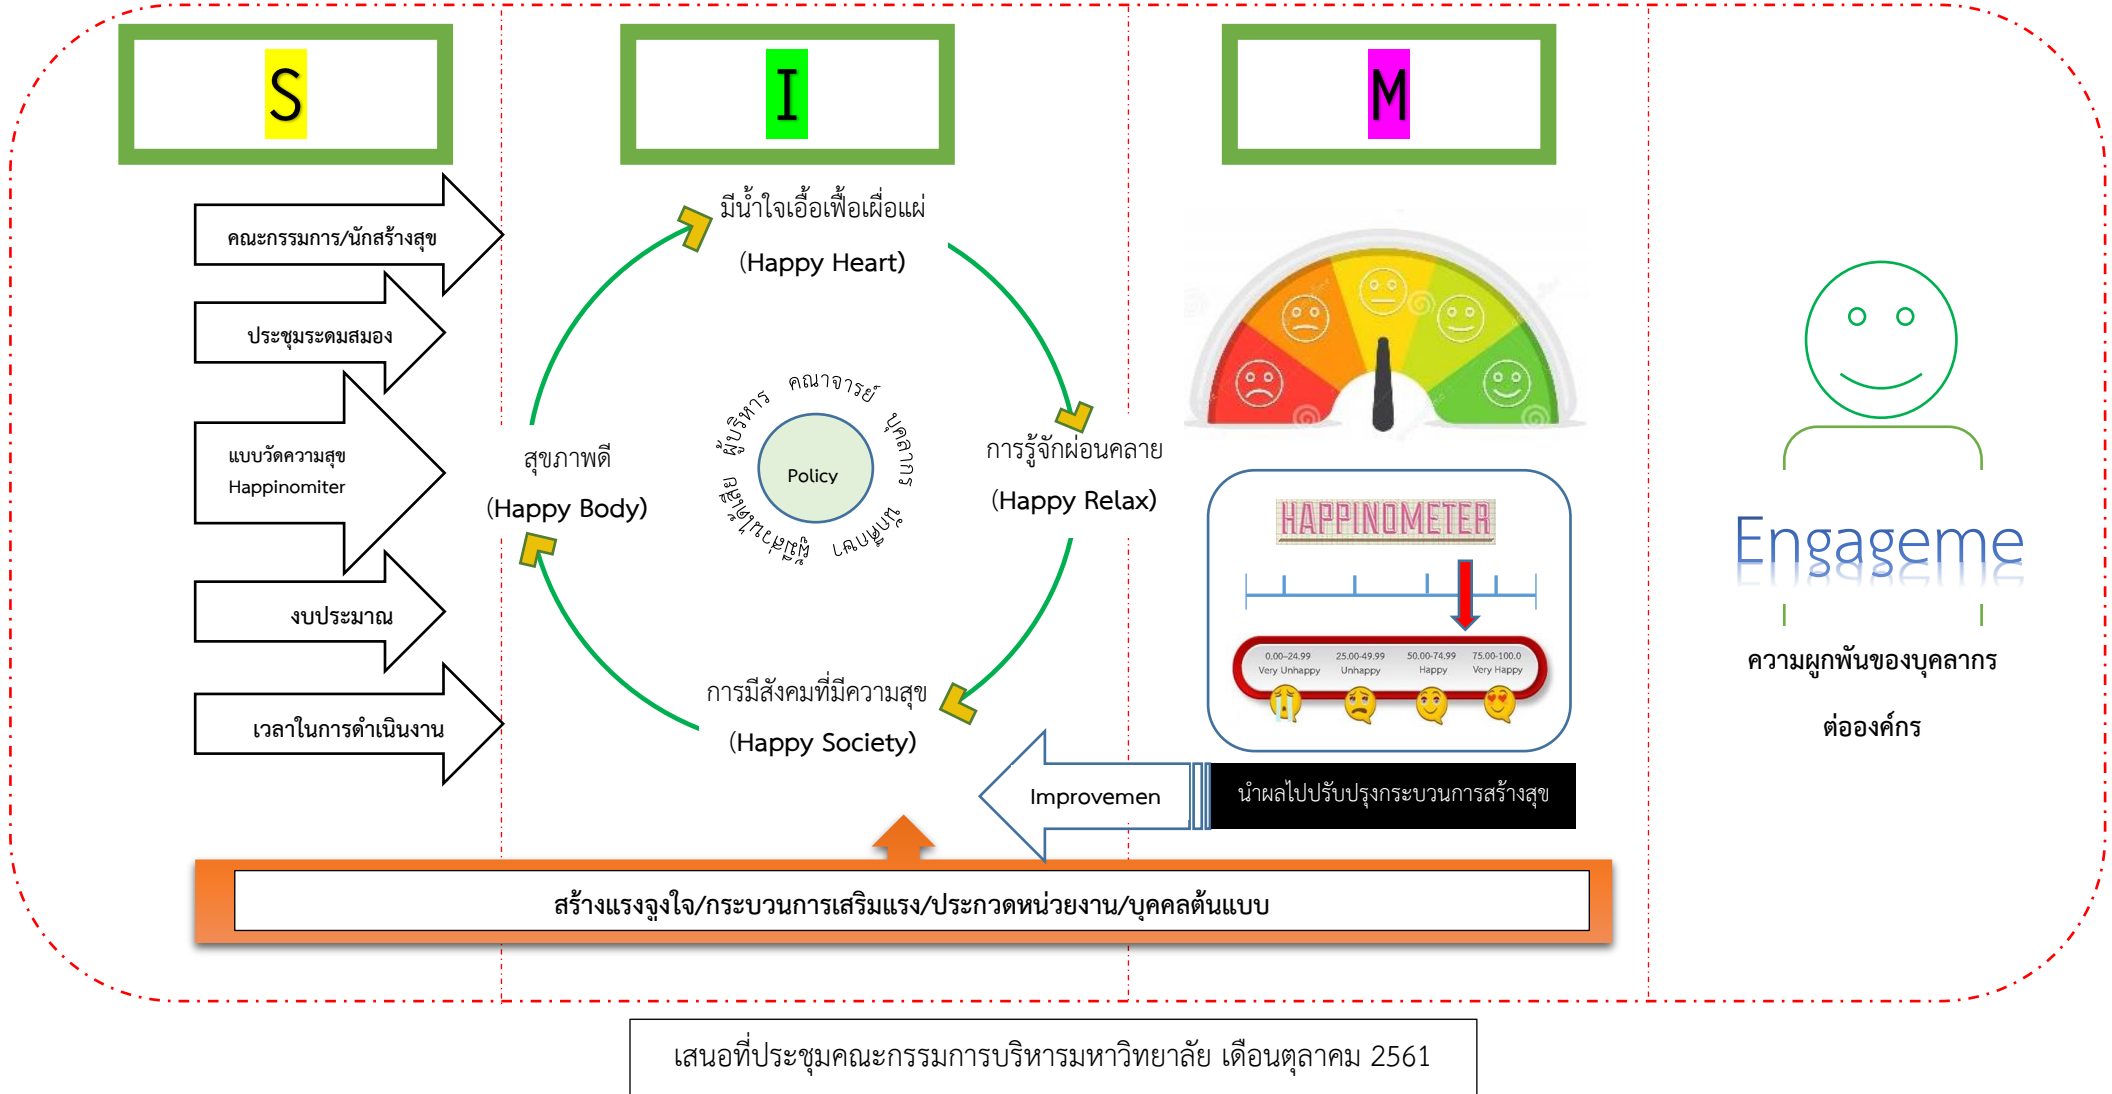 S
I
M
คณะกรรมการ/นักสร้างสุข
ประชุมระดมสมอง
แบบวัดความสุข
Happinomiter
งบประมาณ
เวลาในการดำเนินงาน
มีน้ำใจเอื้อเฟื้อเผื่อแผ่
(Happy Heart)
การรู้จักผ่อนคลาย
(Happy Relax)
การมีสังคมที่มีความสุข
(Happy Society)
สุขภาพดี
(Happy Body)
ผู้บริหาร คณาจารย์ บุคลากร นักศึกษา ผู้มีส่วนได้เสีย
Policy
HAPPINOMETER
0.00-24.99 25.00-49.99 50.00-74.99 75.00-100.0
Very Unhappy Unhappy Happy Very Happy
Improvemen
นำผลไปปรับปรุงกระบวนการสร้างสุข
Engageme
ความผูกพันของบุคลากร
ต่อองค์กร
สร้างแรงจูงใจ/กระบวนการเสริมแรง/ประกวดหน่วยงาน/บุคคลต้นแบบ
เสนอที่ประชุมคณะกรรมการบริหารมหาวิทยาลัย เดือนตุลาคม 2561